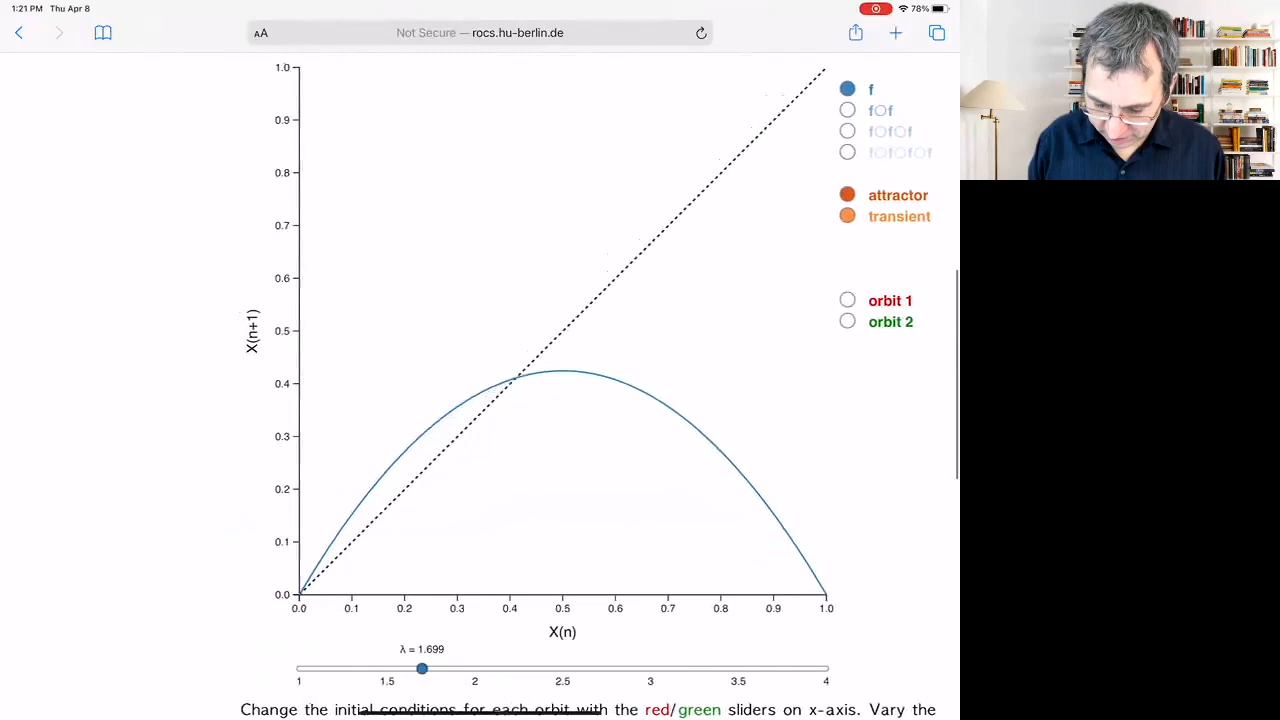 1:21 PM Thu Apr 8
78%
AA
Not Secure — rocs.hu-berlin.de
1.0
0.9
0.8
0.7
0.6
0.5
0.4
0.3
0.2
0.1
0.0
X(n+1)
0.0 0.1 0.2 0.3 0.4 0.5 0.6 0.7 0.8 0.9 1.0
X(n)
f
fOf
fOfOf
fOfOfOf
attractor
transient
orbit 1
orbit 2
λ = 1.699
1 1.5 2 2.5 3 3.5 4
Change the initial conditions for each orbit with the red/green sliders on x-axis. Vary the